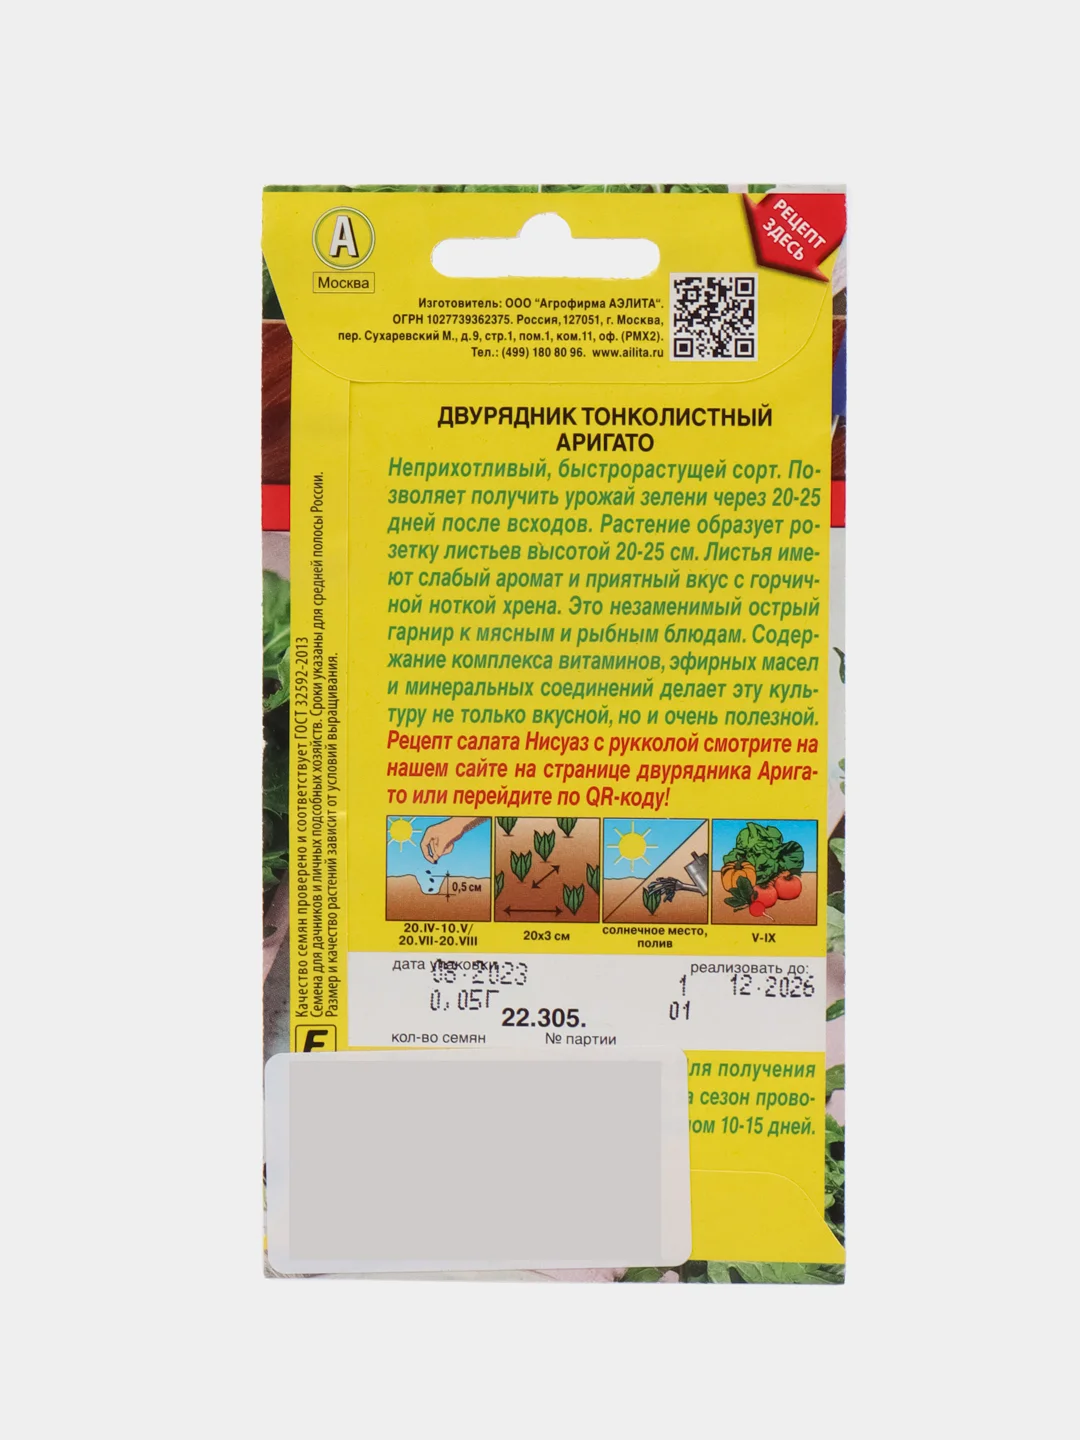 А
Москва
РЕЦЕПТ
ЗДЕСЬ
Изготовитель: ООО "Агрофирма АЭЛИТА".
ОГРН 1027739362375. Россия, 127051, г. Москва,
пер. Сухаревский М., д.9, стр.1, пом.1, ком.11, оф. (РМХ2).
Тел.: (499) 180 80 96. www.ailita.ru
ДВУРЯДНИК ТОНКОЛИСТНЫЙ
АРИГАТО
Неприхотливый, быстрорастущей сорт. По-
зволяет получить урожай зелени через 20-25
дней после всходов. Растение образует ро-
зетку листьев высотой 20-25 см. Листья име-
ют слабый аромат и приятный вкус с горчич-
ной ноткой хрена. Это незаменимый острый
гарнир к мясным и рыбным блюдам. Содер-
жание комплекса витаминов, эфирных масел
и минеральных соединений делает эту куль-
туру не только вкусной, но и очень полезной.
Рецепт салата Нисуаз с рукколой смотрите на
нашем сайте на странице двурядника Арига-
то или перейдите по QR-коду!
0,5 см
20.IV-10.V/
20.VII-20.VIII
20х3 см
солнечное место,
полив
V-IX
дата упаковки
08.2023
реализовать до:
1 12.2026
0,05Г
01
22.305.
кол-во семян
№ партии
ля получения
а сезон прово-
ом 10-15 дней.
Качество семян проверено и соответствует ГОСТ 32592-2013
Семена для дачников и личных подсобных хозяйств. Сроки указаны для средней полосы России.
Размер и качество растений зависит от условий выращивания.